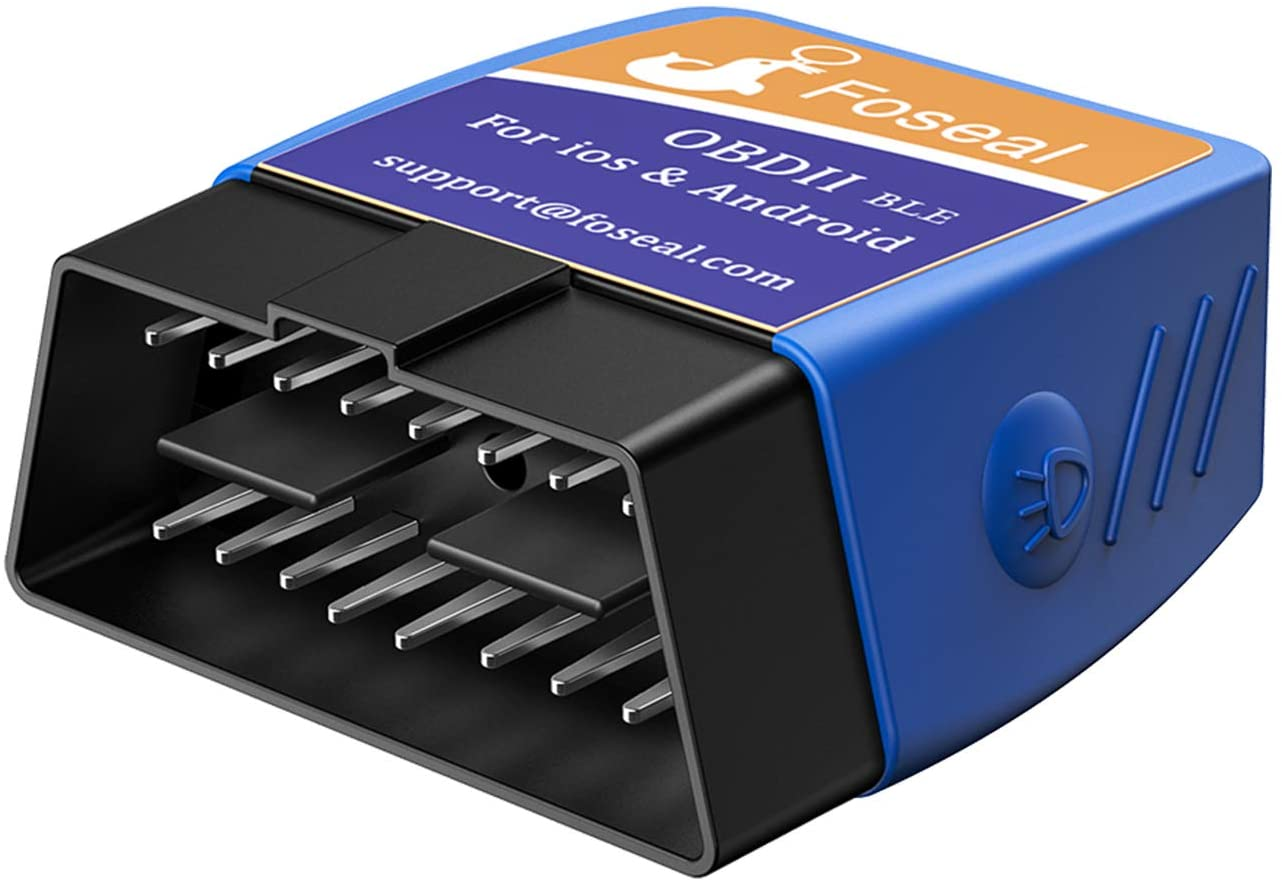 Foseal
OBDII BLE
For ios & Android
support@foseal.com